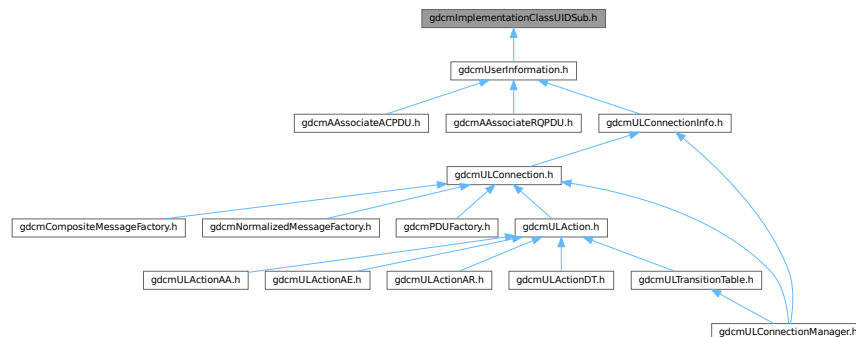 gdcmImplementationClassUIDSub.h
gdcmUserInformation.h
gdcmAAssociateACPDU.h
gdcmAAssociateRQPDU.h
gdcmULConnectionInfo.h
gdcmULConnection.h
gdcmCompositeMessageFactory.h
gdcmNormalizedMessageFactory.h
gdcmPDUFactory.h
gdcmULAction.h
gdcmULActionAA.h
gdcmULActionAE.h
gdcmULActionAR.h
gdcmULActionDT.h
gdcmULTransitionTable.h
gdcmULConnectionManager.h